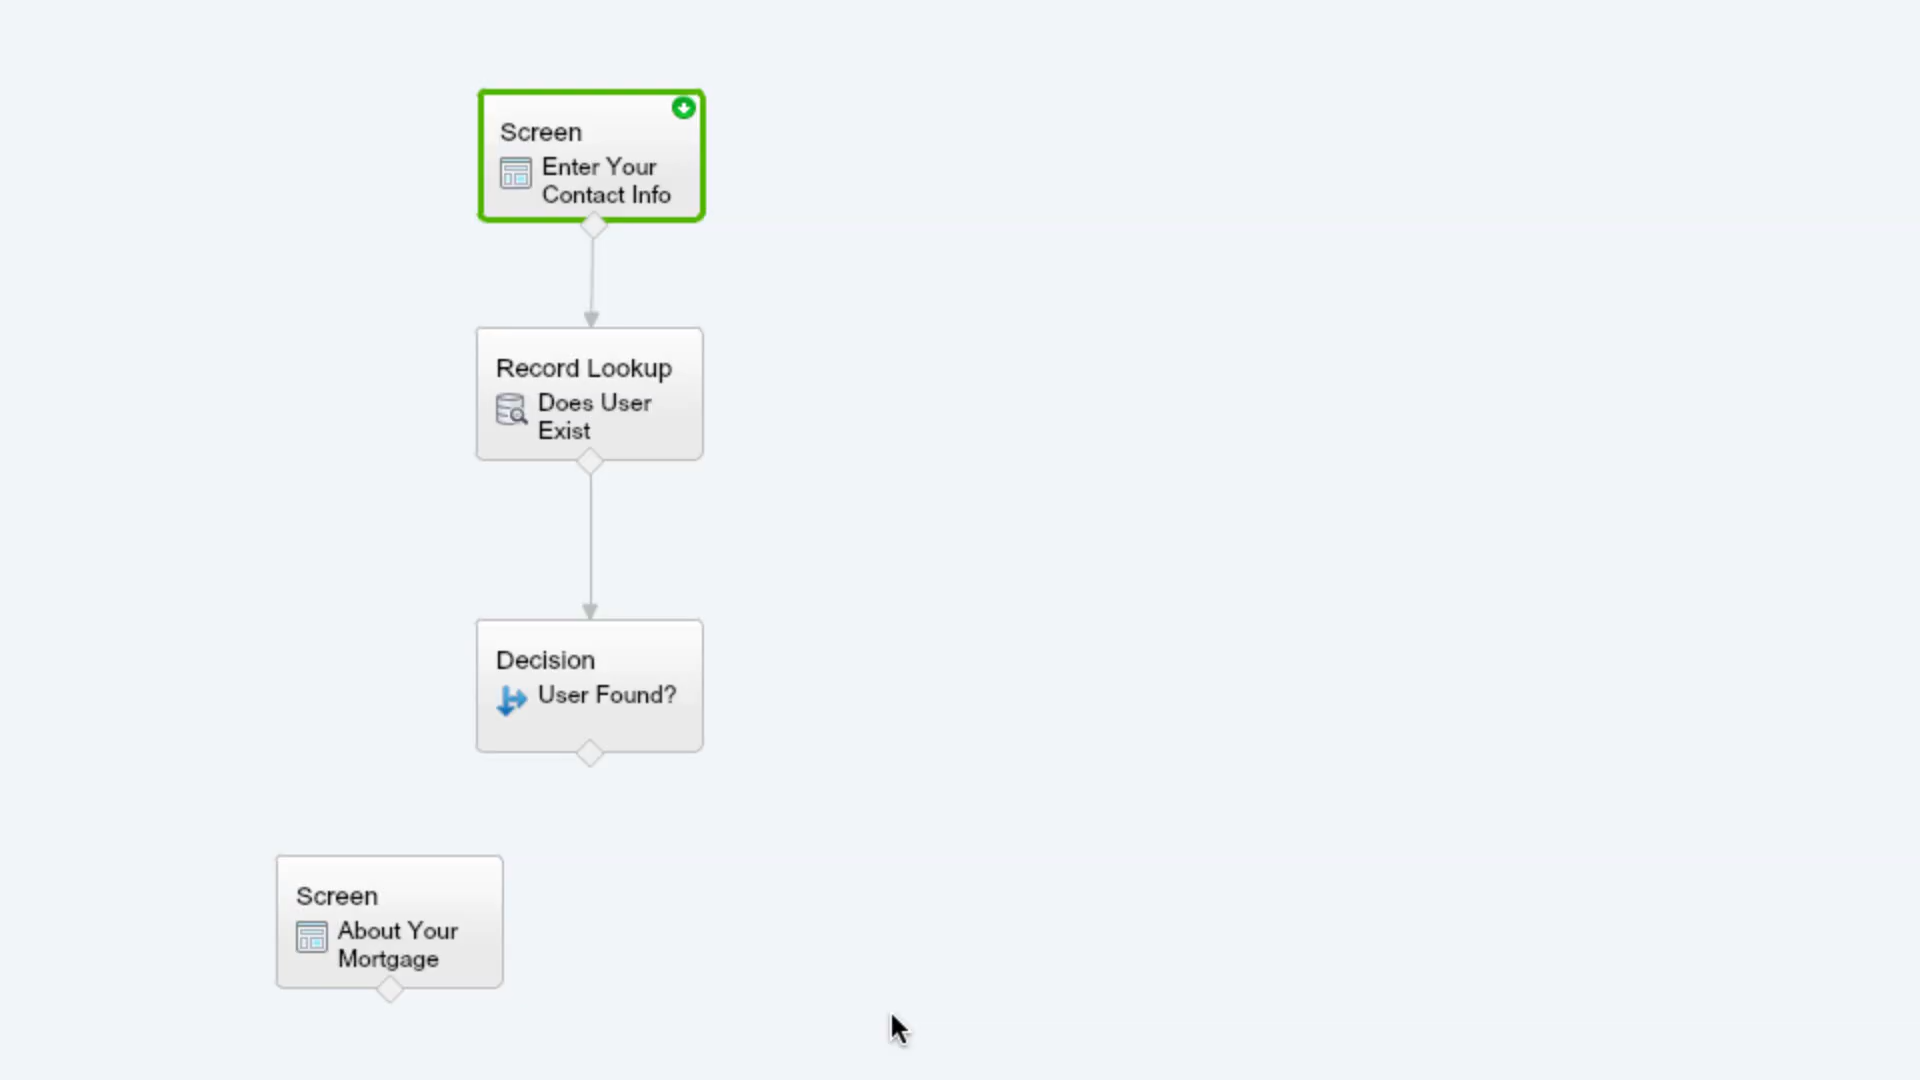 Screen
Enter Your
Contact Info
Record Lookup
Does User
Exist
Decision
User Found?
Screen
About Your
Mortgage